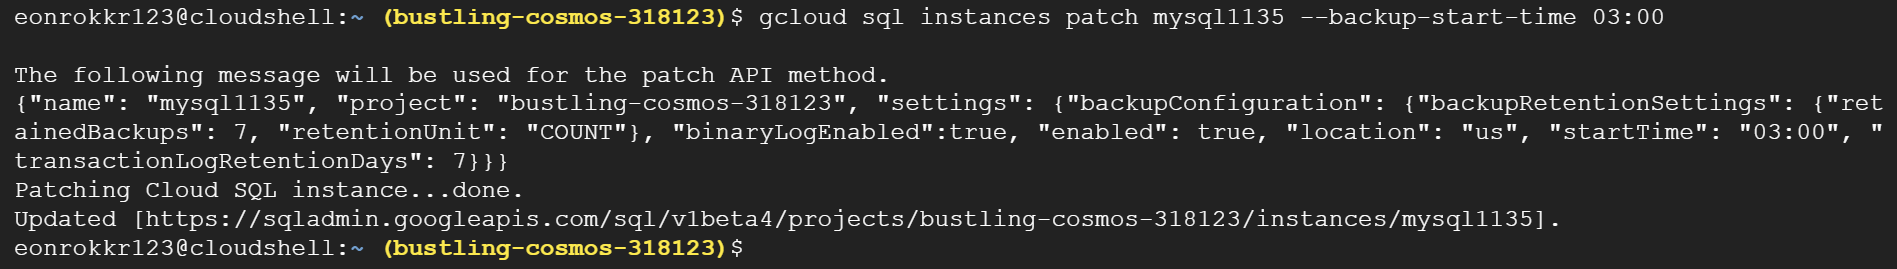 eonrokkr123@cloudshell:~ (bustling-cosmos-318123)$ gcloud sql instances patch mysql1135 --backup-start-time 03:00
The following message will be used for the patch API method.
{"name": "mysql1135", "project": "bustling-cosmos-318123", "settings": {"backupConfiguration": {"backupRetentionSettings": {"ret
ainedBackups": 7, "retentionUnit": "COUNT"}, "binaryLogEnabled":true, "enabled": true, "location": "us", "startTime": "03:00", "
transactionLogRetentionDays": 7}}}
Patching Cloud SQL instance...done.
Updated [https://sqladmin.googleapis.com/sql/v1beta4/projects/bustling-cosmos-318123/instances/mysql1135].
eonrokkr123@cloudshell:~ (bustling-cosmos-318123)$